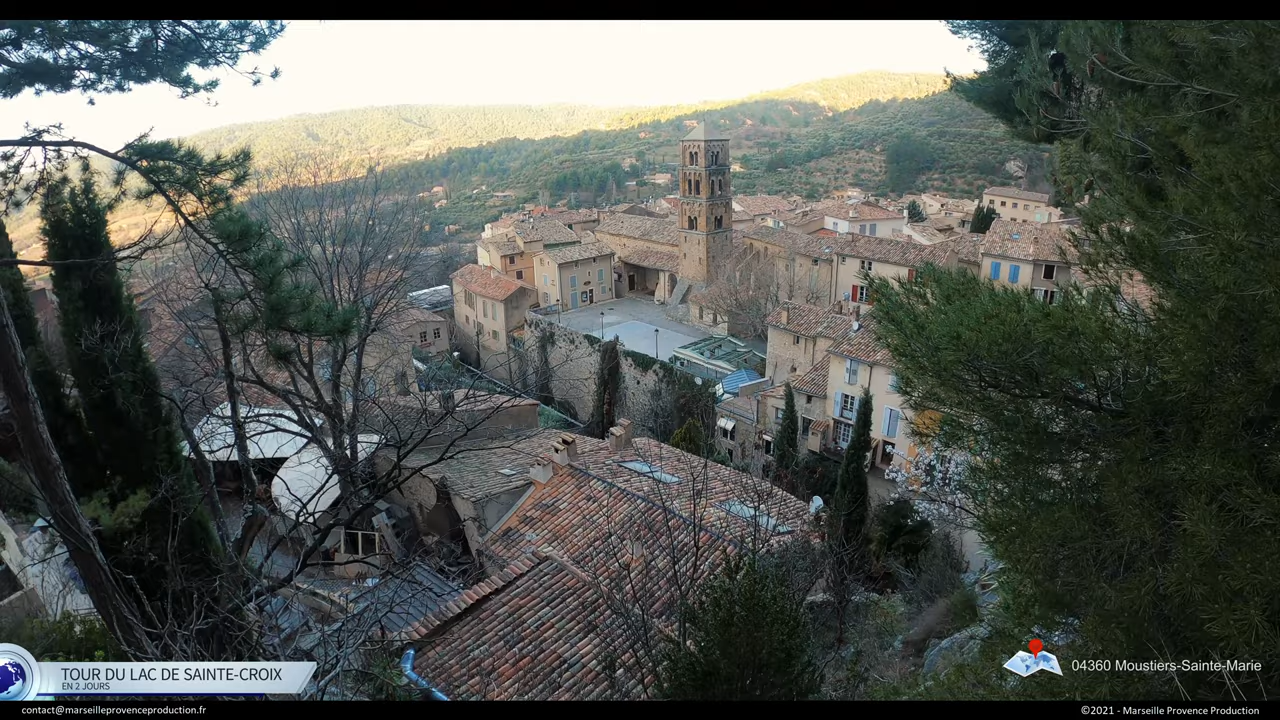 TOUR DU LAC DE SAINTE-CROIX
EN 2 JOURS
04360 Moustiers-Sainte-Marie
contact@marseilleprovenceproduction.fr
©2021 - Marseille Provence Production